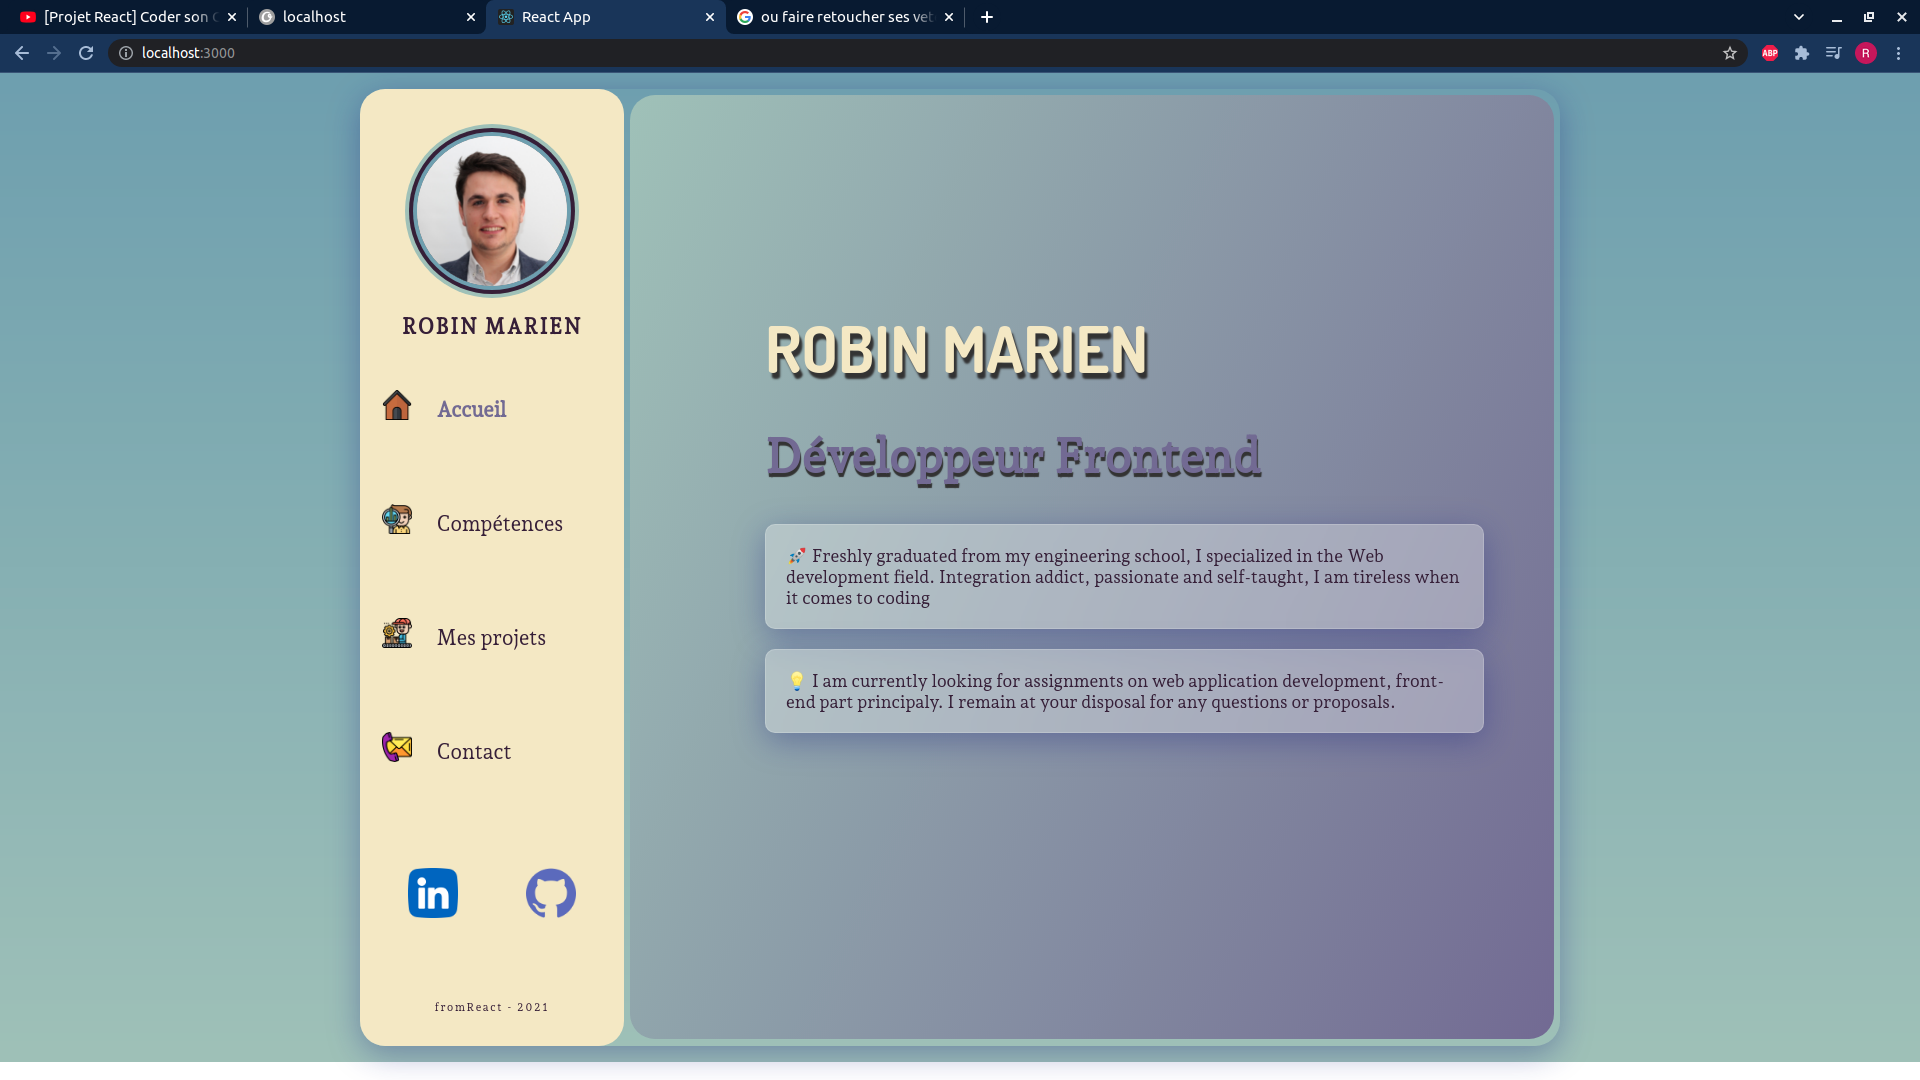 [Projet React] Coder son
localhost
React App
ou faire retoucher ses vet
localhost:3000
ABP
R
ROBIN MARIEN
Accueil
Compétences
Mes projets
Contact
in
fromReact - 2021
ROBIN MARIEN
Développeur Frontend
🚀 Freshly graduated from my engineering school, I specialized in the Web
development field. Integration addict, passionate and self-taught, I am tireless when
it comes to coding
💡 I am currently looking for assignments on web application development, front-
end part principaly. I remain at your disposal for any questions or proposals.